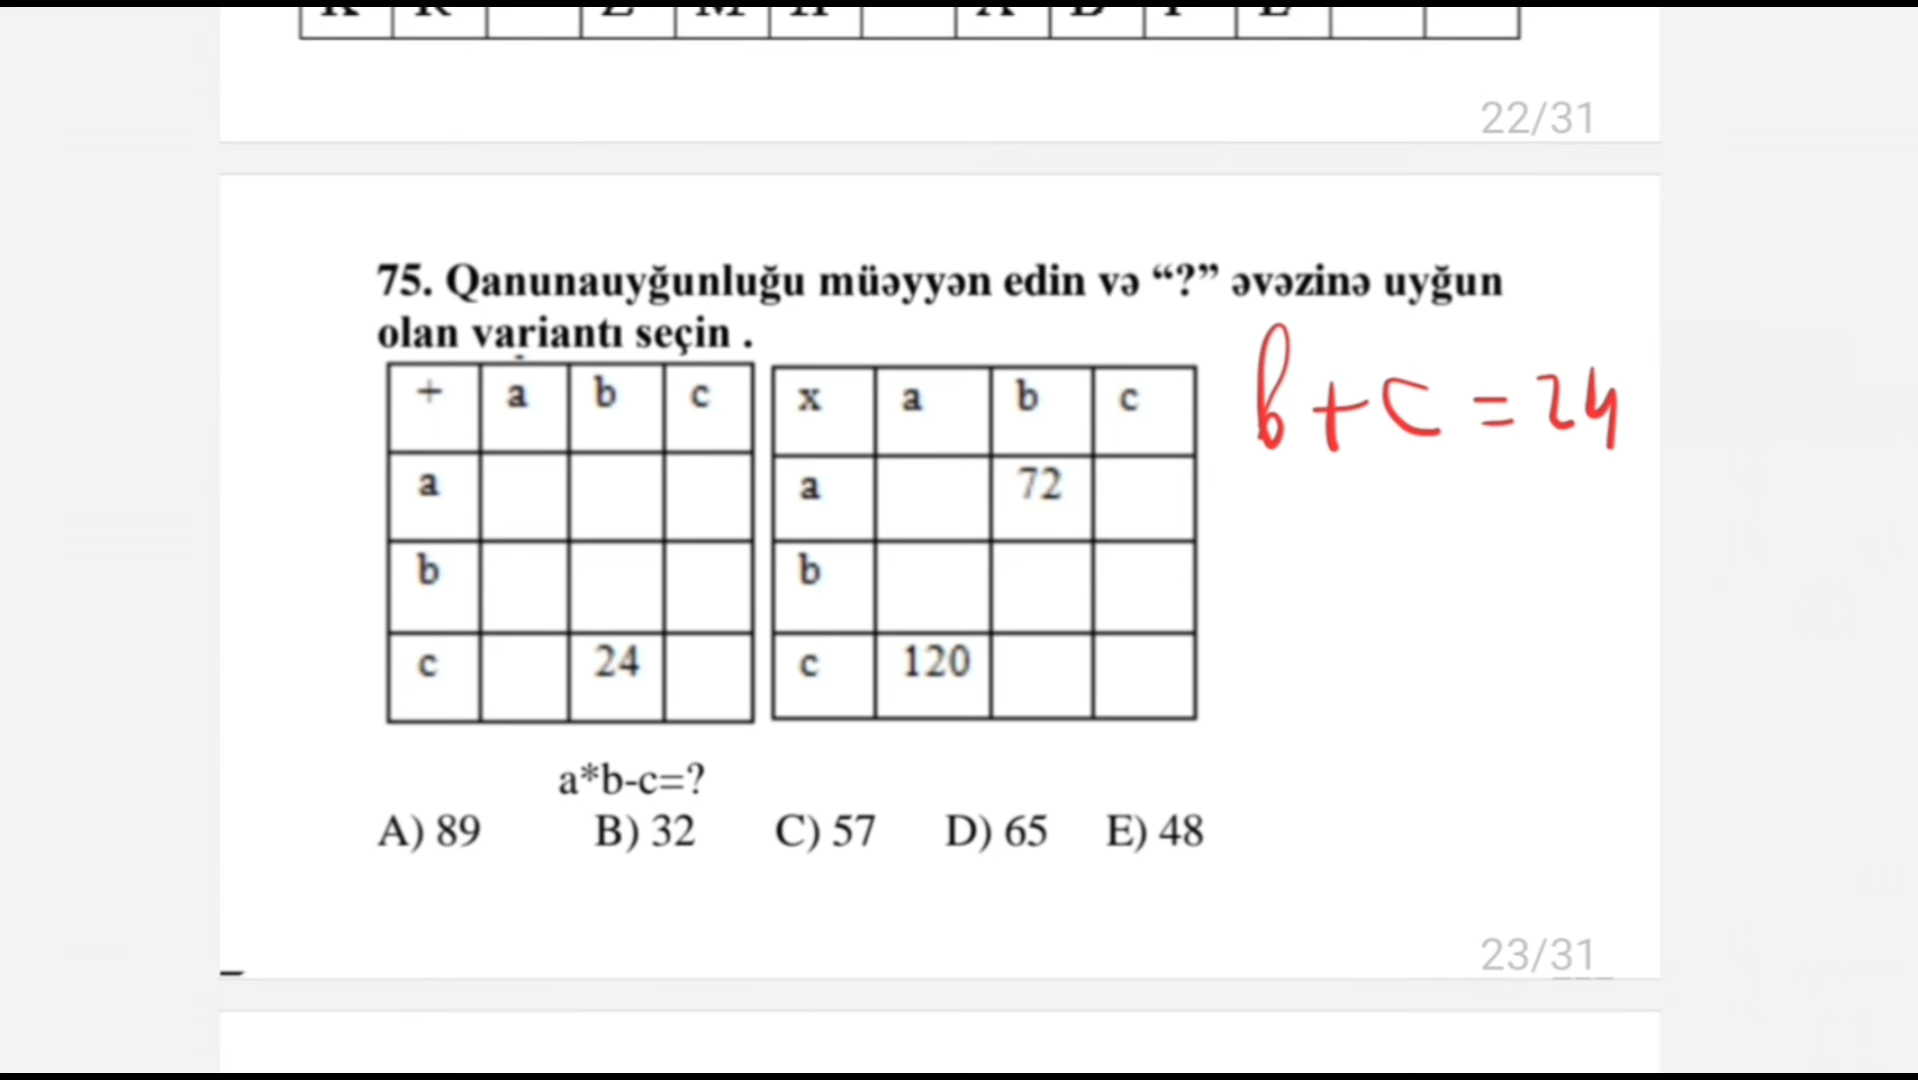 22/31
75. Qanunauyğunluğu müəyyən edin və “?” əvəzinə uyğun
olan variantı seçin .
+ a b c
a
b
c 24
x a b c
a 72
b
c 120
b+c=24
a*b-c=?
A) 89 B) 32 C) 57 D) 65 E) 48
23/31